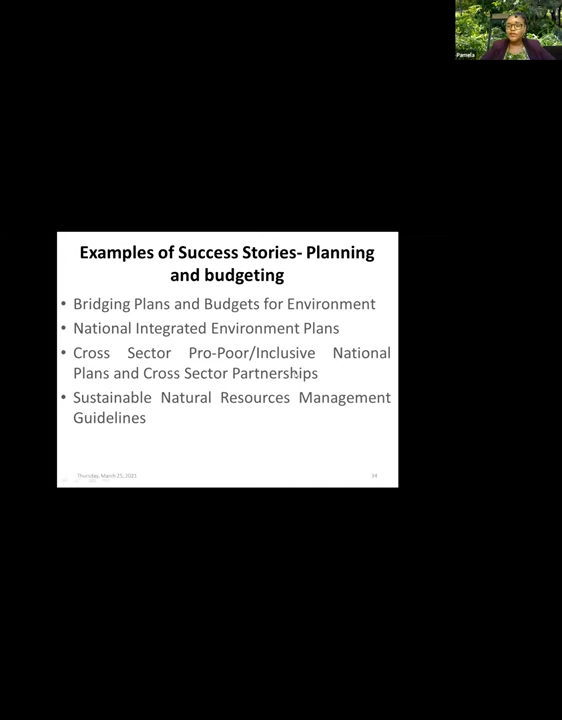 Pamela
Examples of Success Stories- Planning
and budgeting
• Bridging Plans and Budgets for Environment
• National Integrated Environment Plans
• Cross Sector Pro-Poor/Inclusive National
Plans and Cross Sector Partnerships
• Sustainable Natural Resources Management
Guidelines
Thursday, March 25, 2021
34